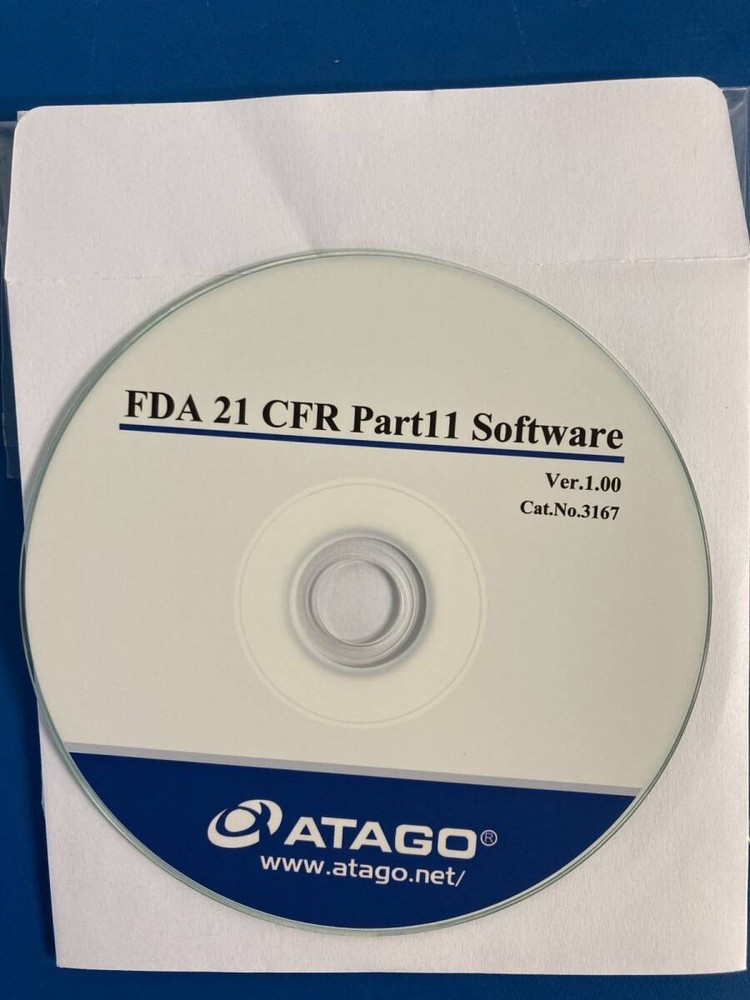 FDA 21 CFR Part11 Software
Ver.1.00
Cat.No.3167
ATAGO®
www.atago.net/